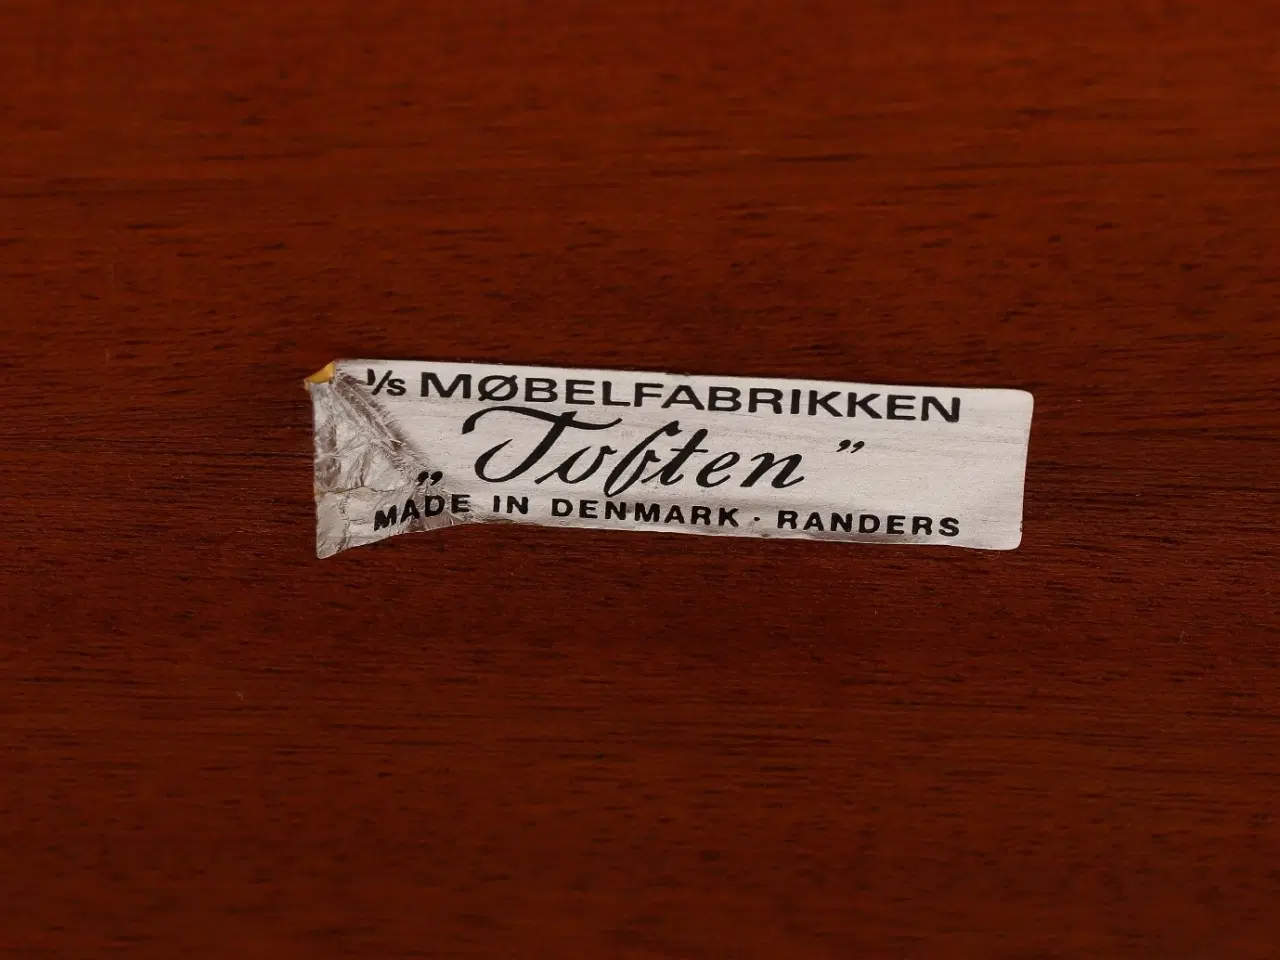 I/S MØBELFABRIKKEN
„Toften”
MADE IN DENMARK · RANDERS